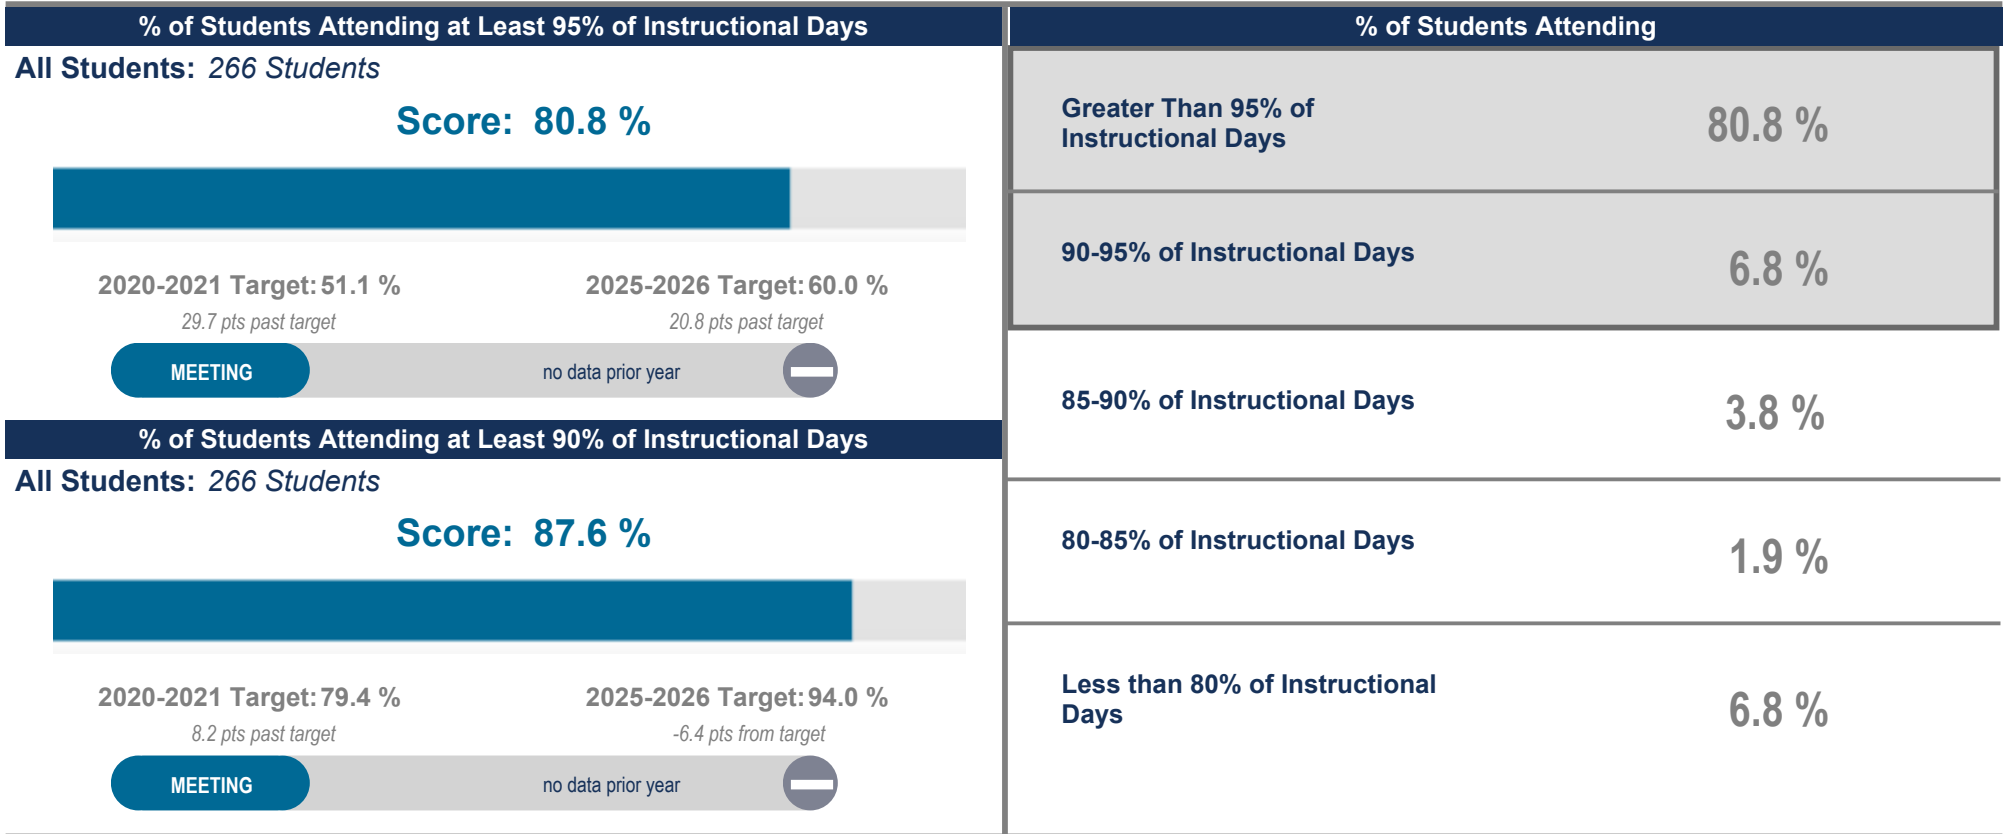 % of Students Attending at Least 95% of Instructional Days
All Students: 266 Students
Score: 80.8 %
2020-2021 Target: 51.1 %
29.7 pts past target
2025-2026 Target: 60.0 %
20.8 pts past target
MEETING
no data prior year
% of Students Attending at Least 90% of Instructional Days
All Students: 266 Students
Score: 87.6 %
2020-2021 Target: 79.4 %
8.2 pts past target
2025-2026 Target: 94.0 %
-6.4 pts from target
MEETING
no data prior year
% of Students Attending
Greater Than 95% of
Instructional Days
80.8 %
90-95% of Instructional Days
6.8 %
85-90% of Instructional Days
3.8 %
80-85% of Instructional Days
1.9 %
Less than 80% of Instructional
Days
6.8 %